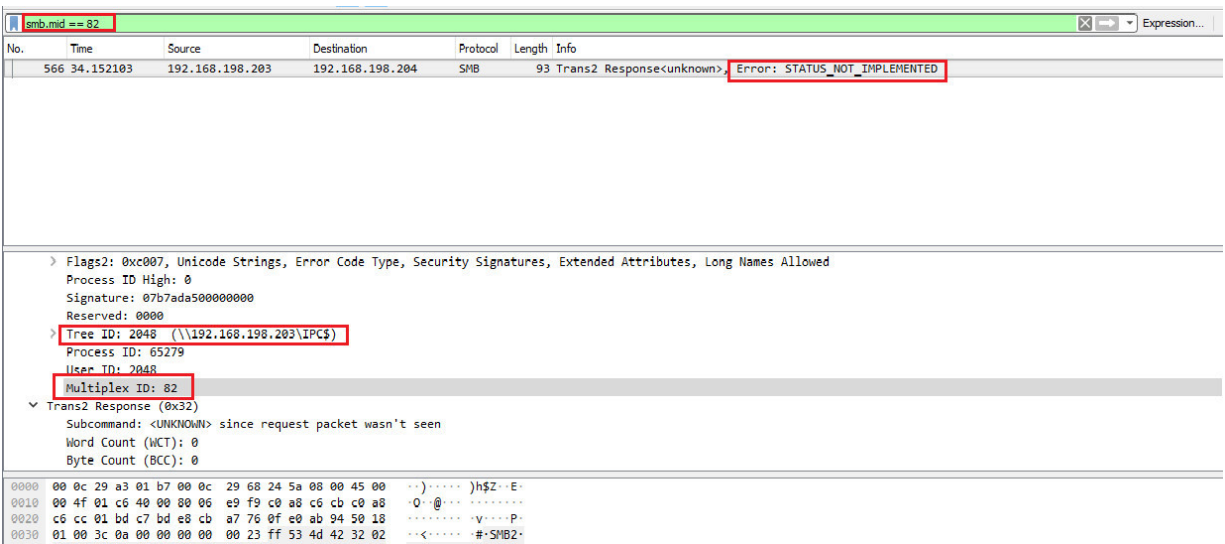 smb.mid == 82 Expression...
No. Time Source Destination Protocol Length Info
566 34.152103 192.168.198.203 192.168.198.204 SMB 93 Trans2 Response<unknown>, Error: STATUS_NOT_IMPLEMENTED
Flags2: 0xc007, Unicode Strings, Error Code Type, Security Signatures, Extended Attributes, Long Names Allowed
Process ID High: 0
Signature: 07b7ada500000000
Reserved: 0000
Tree ID: 2048 (\\192.168.198.203\IPC$)
Process ID: 65279
User ID: 2048
Multiplex ID: 82
Trans2 Response (0x32)
Subcommand: <UNKNOWN> since request packet wasn't seen
Word Count (WCT): 0
Byte Count (BCC): 0
0000 00 0c 29 a3 01 b7 00 0c 29 68 24 5a 08 00 45 00 ··)····· )h$Z··E·
0010 00 4f 01 c6 40 00 80 06 e9 f9 c0 a8 c6 cb c0 a8 ·O··@··· ········
0020 c6 cc 01 bd c7 bd e8 cb a7 76 0f e0 ab 94 50 18 ········ ·v····P·
0030 01 00 3c 0a 00 00 00 00 00 23 ff 53 4d 42 32 02 ··<····· ·#·SMB2·